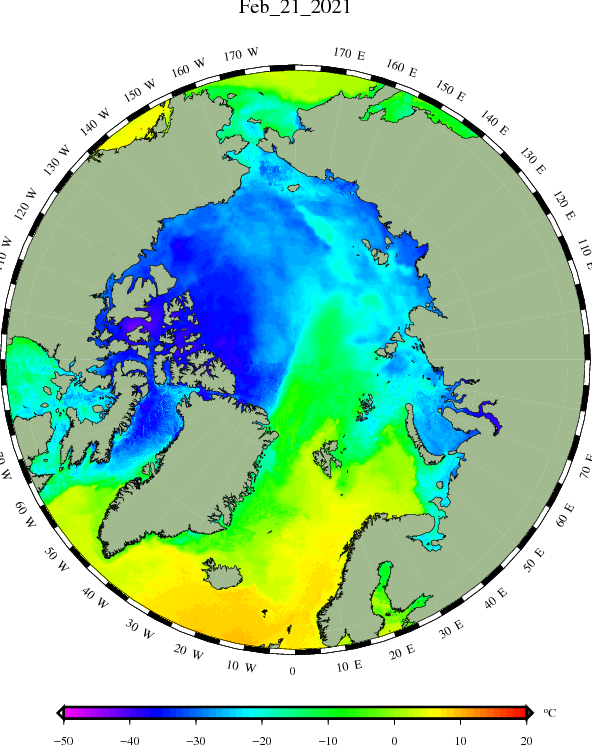 Feb_21_2021
170 W
170 E
160 W
160 E
150 W
150 E
140 W
140 E
130 W
130 E
120 W
120 E
110 E
70 E
60 W
60 E
50 W
50 E
40 W
40 E
30 W
30 E
20 W
20 E
10 W
10 E
0
°C
−50 −40 −30 −20 −10 0 10 20